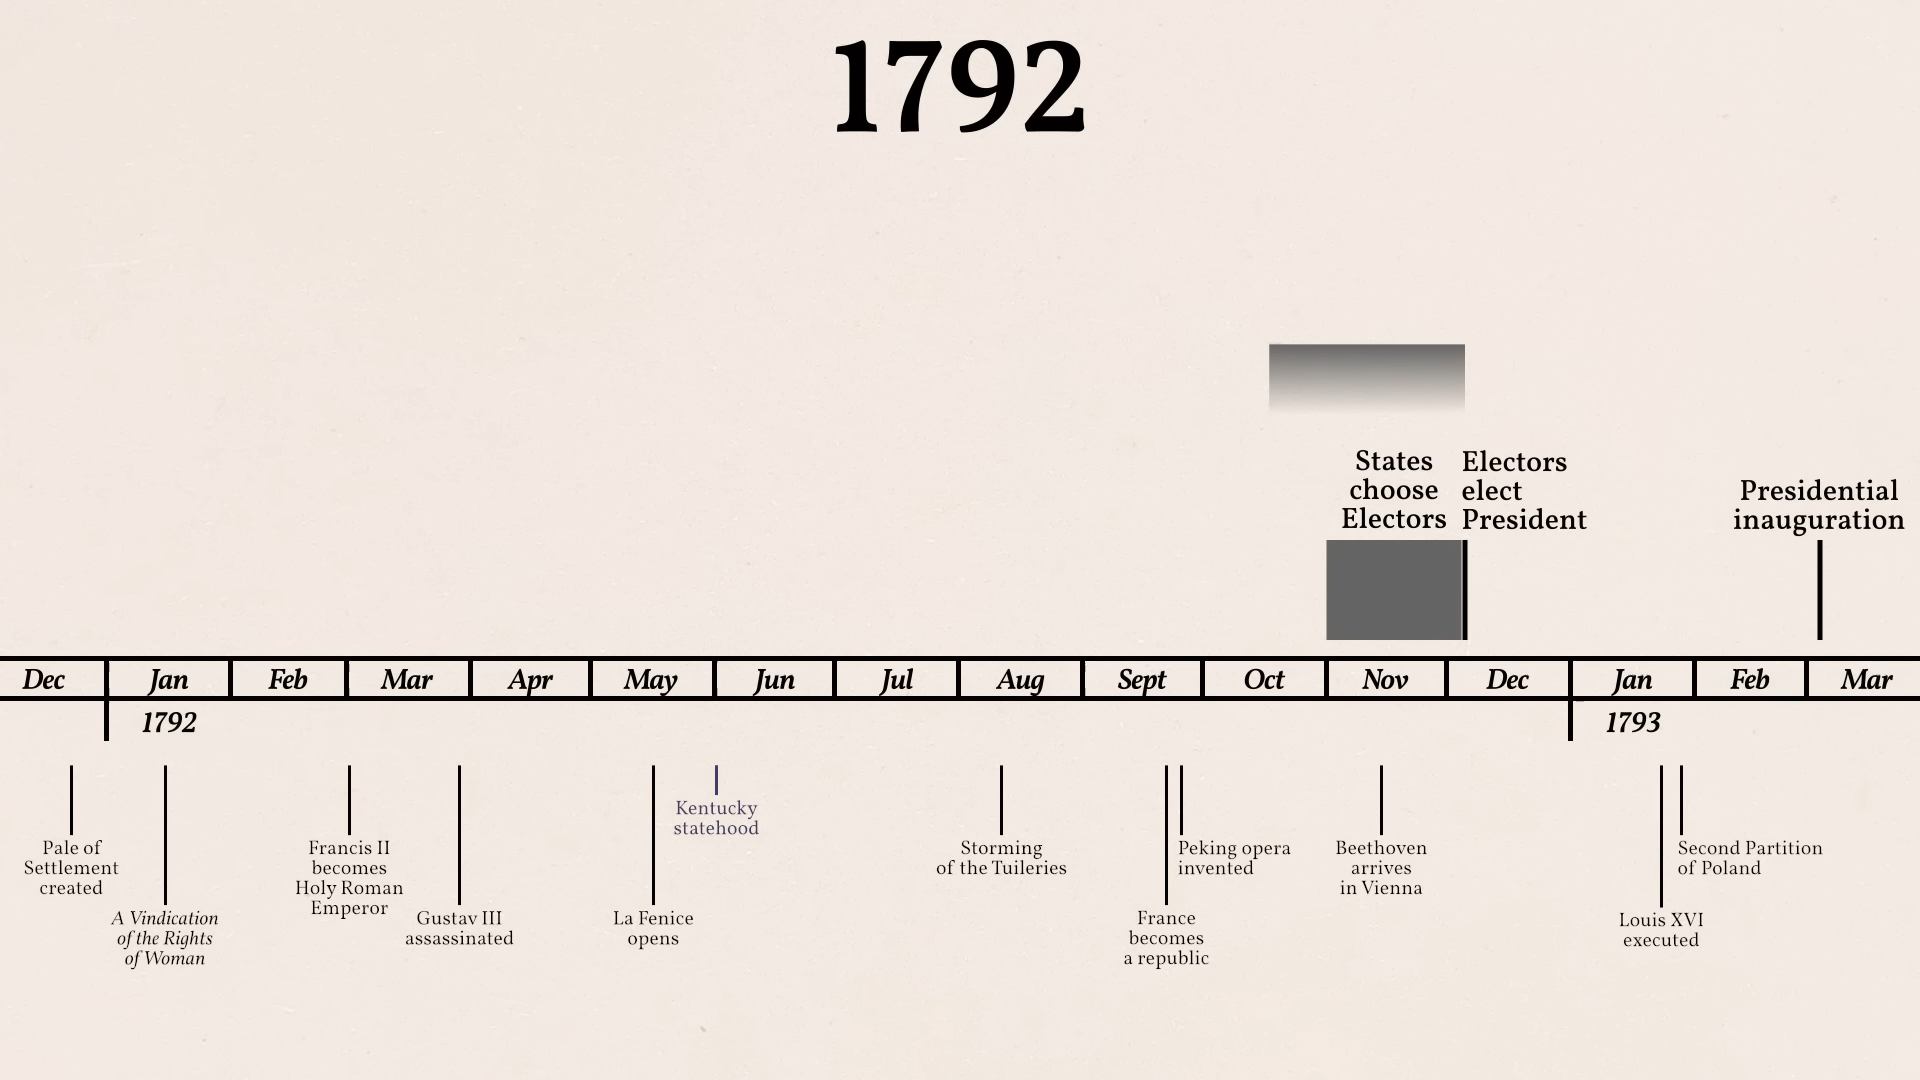 1792
States
choose
Electors
Electors
elect
President
Presidential
inauguration
Dec Jan Feb Mar Apr May Jun Jul Aug Sept Oct Nov Dec Jan Feb Mar
1792 1793
Pale of
Settlement
created
A Vindication
of the Rights
of Woman
Francis II
becomes
Holy Roman
Emperor
Gustav III
assassinated
La Fenice
opens
Kentucky
statehood
Storming
of the Tuileries
France
becomes
a republic
Peking opera
invented
Beethoven
arrives
in Vienna
Louis XVI
executed
Second Partition
of Poland